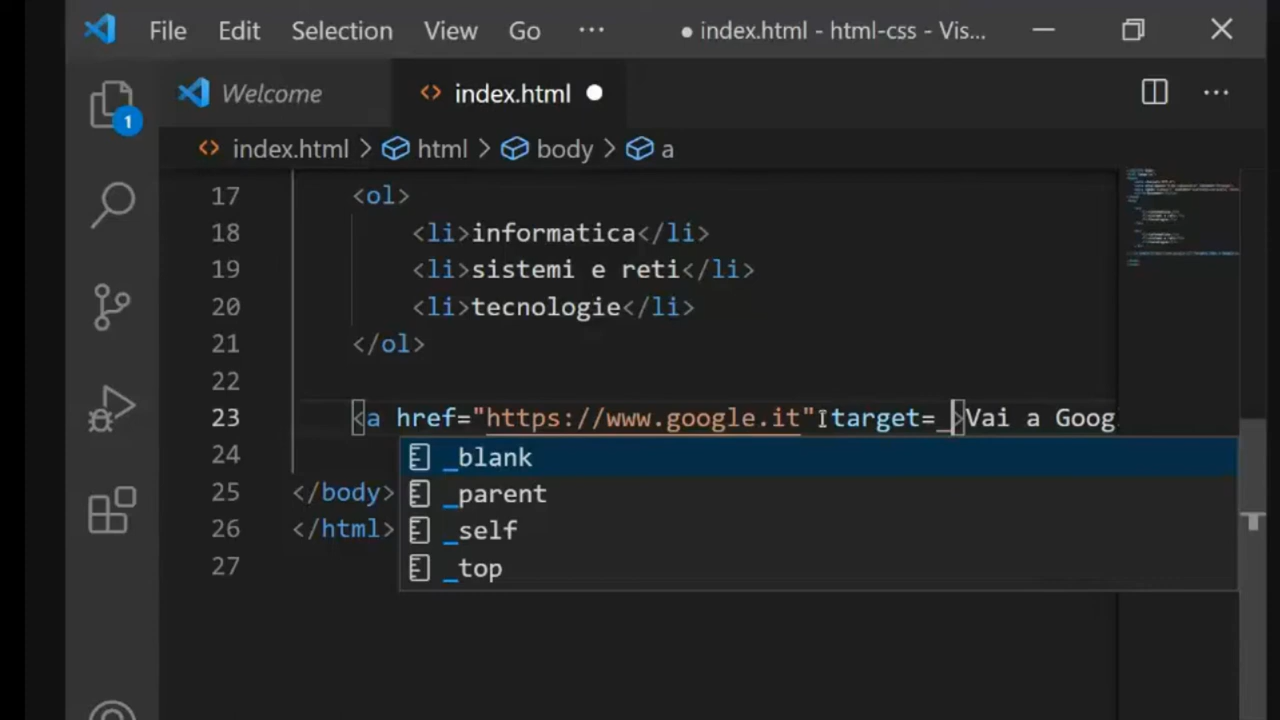 File Edit Selection View Go ··· ● index.html - html-css - Vis...
Welcome index.html
index.html > html > body > a
1
17 <ol>
18 <li>informatica</li>
19 <li>sistemi e reti</li>
20 <li>tecnologie</li>
21 </ol>
22
23 <a href="https://www.google.it" target=_>Vai a Goog
24 _blank
_parent
_self
_top
25 </body>
26 </html>
27